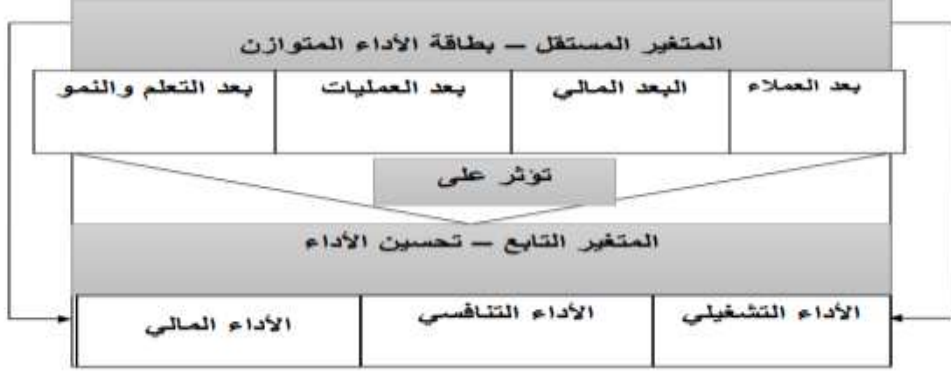 المتغير المستقل – بطاقة الأداء المتوازن
بعد العملاء
البعد المالي
بعد العمليات
بعد التعلم والنمو
تؤثر على
المتغير التابع – تحسين الأداء
الأداء التشغيلي
الأداء التنافسي
الأداء المالي